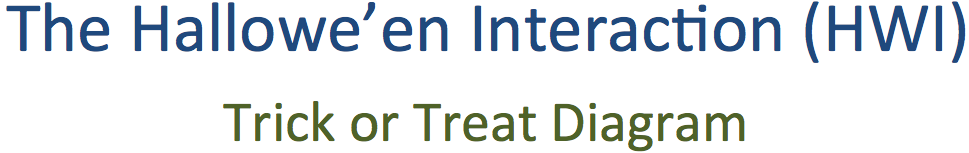 The Hallowe’en Interaction (HWI)
Trick or Treat Diagram